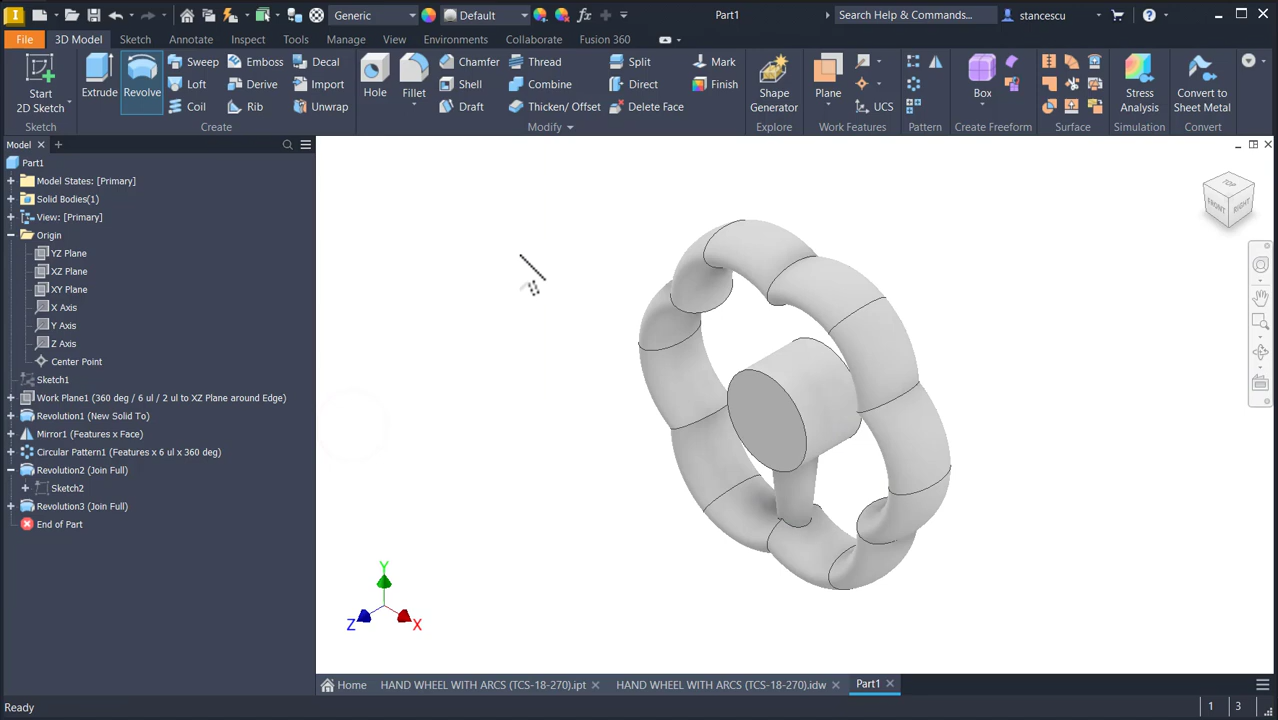 Generic
Default
Part1
Search Help & Commands...
stancescu
File
3D Model
Sketch
Annotate
Inspect
Tools
Manage
View
Environments
Collaborate
Fusion 360
Start
2D Sketch
Extrude
Revolve
Sweep
Loft
Coil
Emboss
Derive
Rib
Decal
Import
Unwrap
Hole
Fillet
Chamfer
Shell
Draft
Thread
Combine
Thicken/ Offset
Split
Direct
Delete Face
Mark
Finish
Shape
Generator
Plane
UCS
Box
Stress
Analysis
Convert to
Sheet Metal
Sketch
Create
Modify
Explore
Work Features
Pattern
Create Freeform
Surface
Simulation
Convert
Model
Part1
Model States: [Primary]
Solid Bodies(1)
View: [Primary]
Origin
YZ Plane
XZ Plane
XY Plane
X Axis
Y Axis
Z Axis
Center Point
Sketch1
Work Plane1 (360 deg / 6 ul / 2 ul to XZ Plane around Edge)
Revolution1 (New Solid To)
Mirror1 (Features x Face)
Circular Pattern1 (Features x 6 ul x 360 deg)
Revolution2 (Join Full)
Sketch2
Revolution3 (Join Full)
End of Part
TOP
FRONT
RIGHT
Y
Z
X
Home
HAND WHEEL WITH ARCS (TCS-18-270).ipt
HAND WHEEL WITH ARCS (TCS-18-270).idw
Part1
Ready
1
3